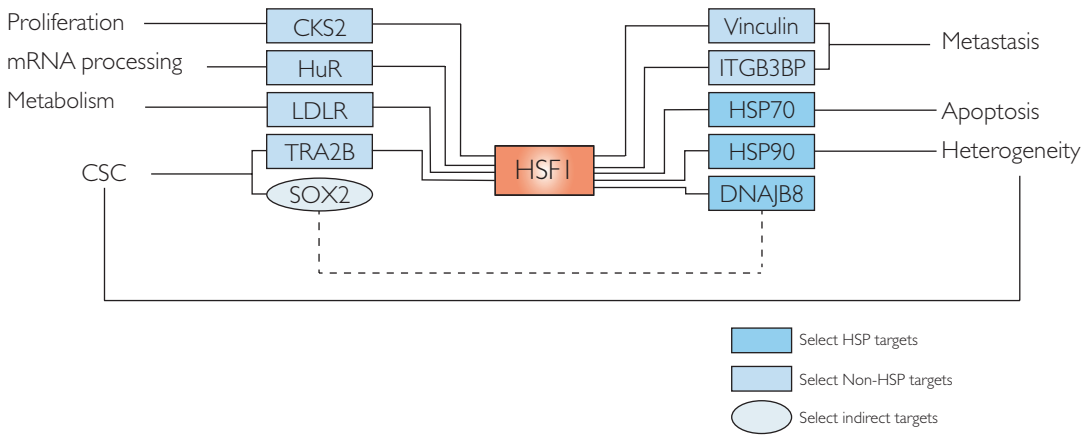 Proliferation
CKS2
Vinculin
Metastasis
mRNA processing
HuR
ITGB3BP
Metabolism
LDLR
HSP70
Apoptosis
TRA2B
HSF1
HSP90
Heterogeneity
CSC
SOX2
DNAJB8
Select HSP targets
Select Non-HSP targets
Select indirect targets